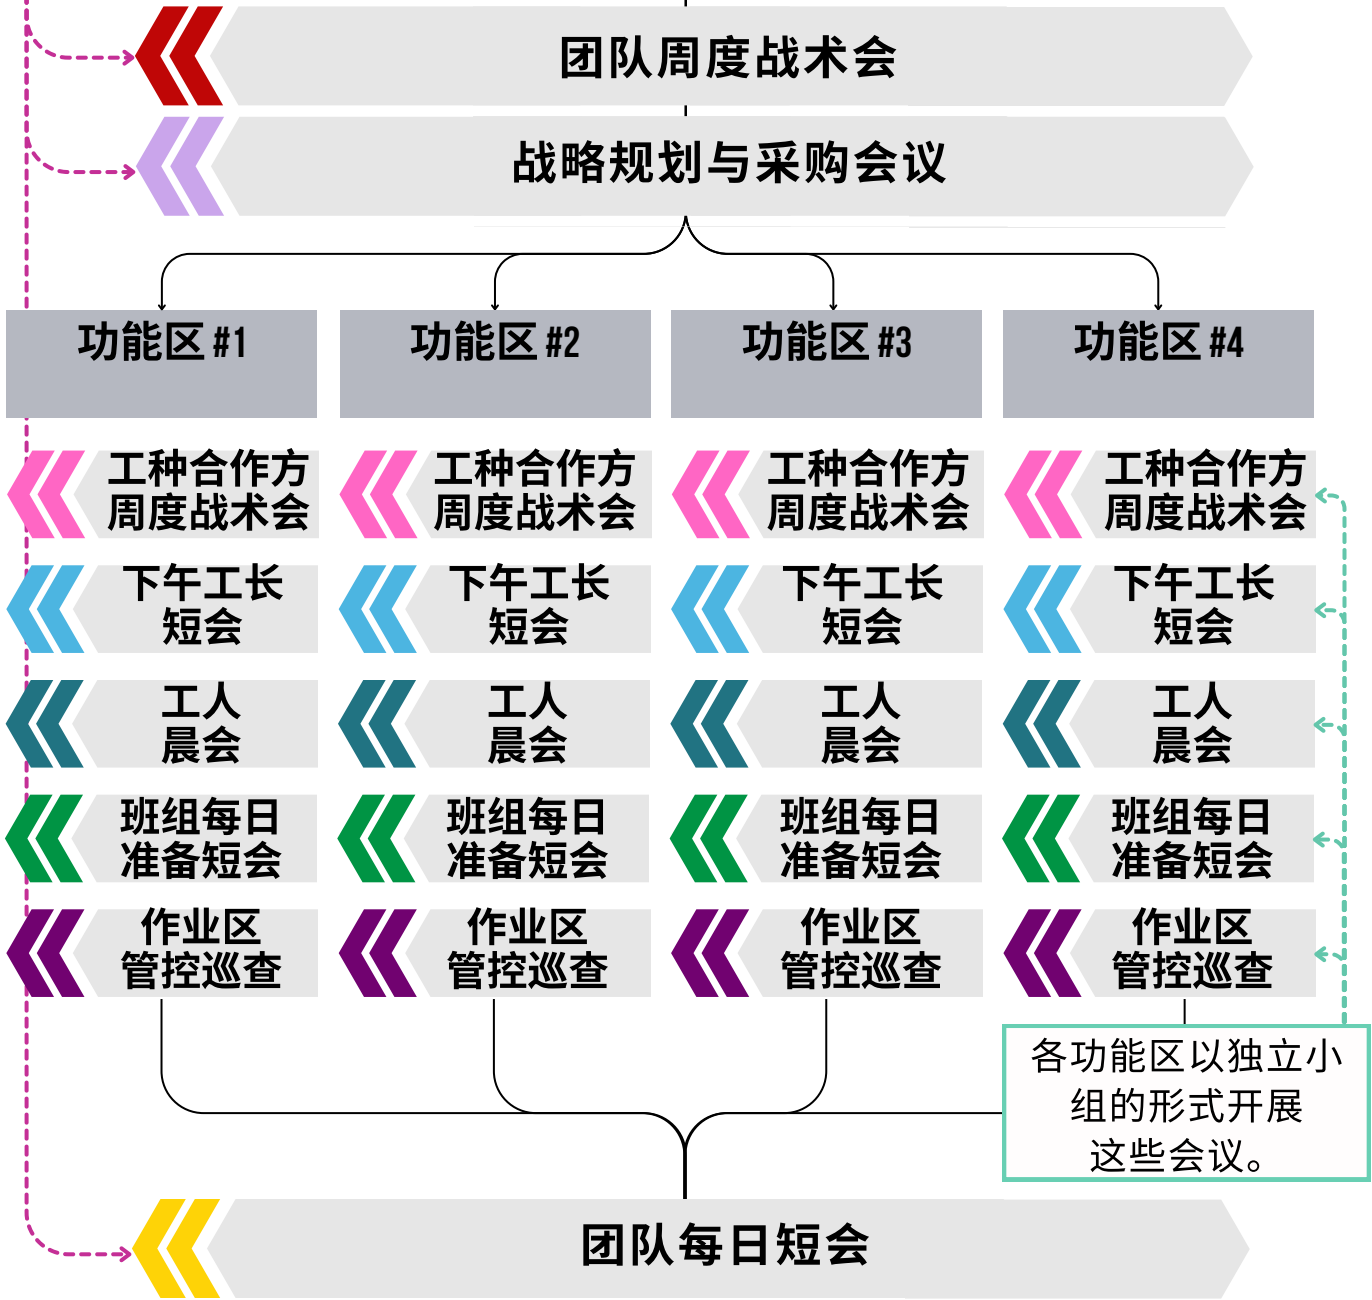 团队周度战术会
战略规划与采购会议
功能区 #1
功能区 #2
功能区 #3
功能区 #4
工种合作方
周度战术会
工种合作方
周度战术会
工种合作方
周度战术会
工种合作方
周度战术会
下午工长
短会
下午工长
短会
下午工长
短会
下午工长
短会
工人
晨会
工人
晨会
工人
晨会
工人
晨会
班组每日
准备短会
班组每日
准备短会
班组每日
准备短会
班组每日
准备短会
作业区
管控巡查
作业区
管控巡查
作业区
管控巡查
作业区
管控巡查
各功能区以独立小
组的形式开展
这些会议。
团队每日短会